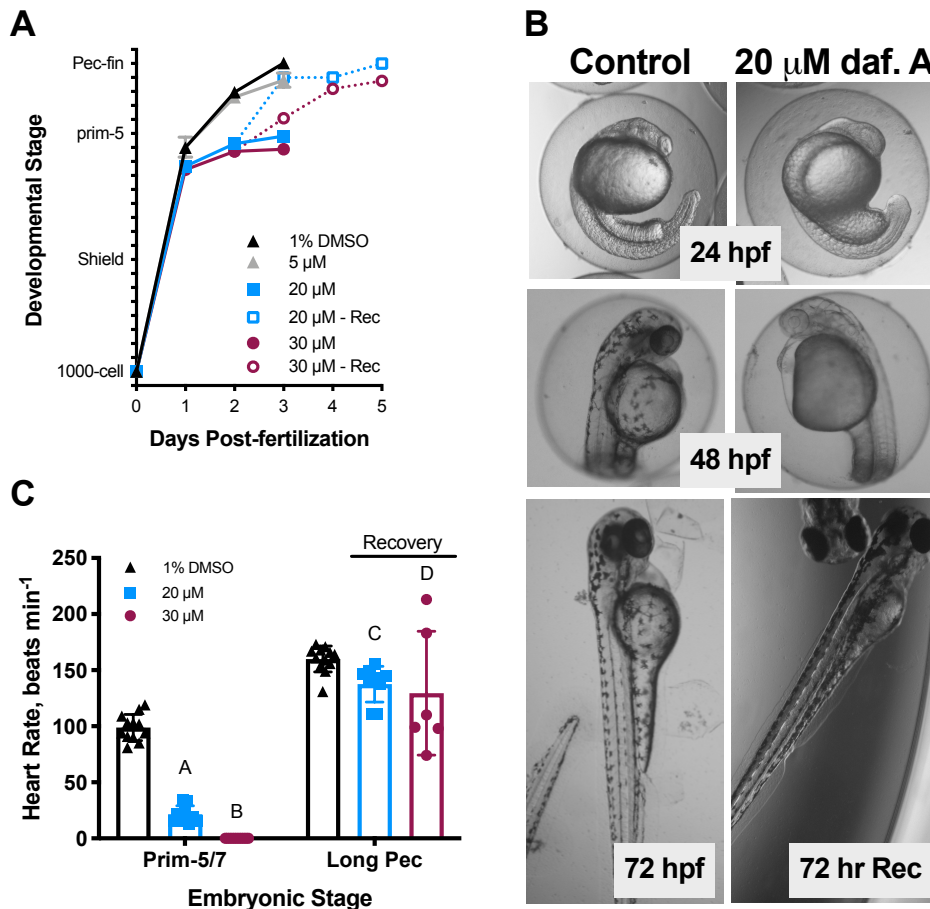 A
Developmental Stage
Pec-fin
prim-5
Shield
1000-cell
0 1 2 3 4 5
Days Post-fertilization
1% DMSO
5 µM
20 µM
20 µM - Rec
30 µM
30 µM - Rec
B
Control
20 µM daf. A
24 hpf
48 hpf
72 hpf
72 hr Rec
C
Heart Rate, beats min⁻¹
250
200
150
100
50
0
1% DMSO
20 µM
30 µM
Recovery
A
B
C
D
Prim-5/7
Long Pec
Embryonic Stage